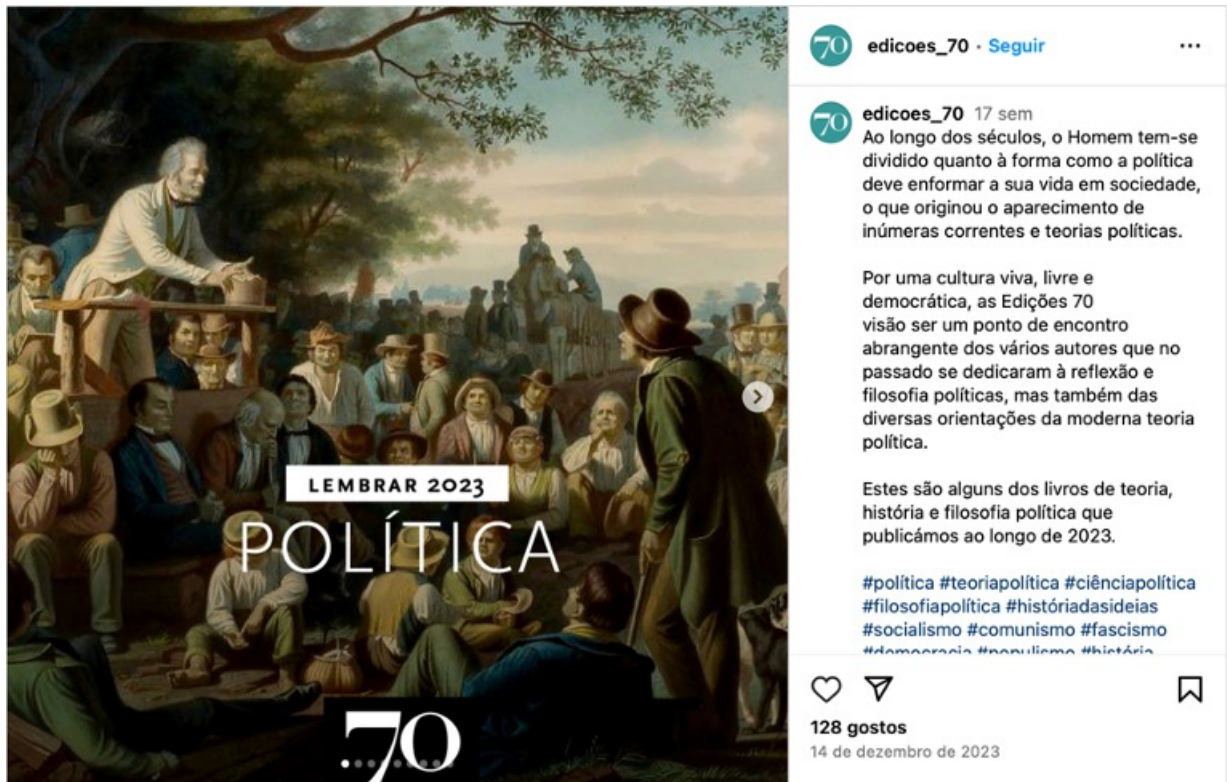 LEMBRAR 2023
POLÍTICA
70
70
edicoes_70 · Seguir
...
70
edicoes_70 17 sem
Ao longo dos séculos, o Homem tem-se
dividido quanto à forma como a política
deve enformar a sua vida em sociedade,
o que originou o aparecimento de
inúmeras correntes e teorias políticas.
Por uma cultura viva, livre e
democrática, as Edições 70
visão ser um ponto de encontro
abrangente dos vários autores que no
passado se dedicaram à reflexão e
filosofia políticas, mas também das
diversas orientações da moderna teoria
política.
Estes são alguns dos livros de teoria,
história e filosofia política que
publicámos ao longo de 2023.
#política #teoriapolítica #ciênciapolítica
#filosofiapolítica #históriadasideias
#socialismo #comunismo #fascismo
#democracia #populismo #história
128 gostos
14 de dezembro de 2023